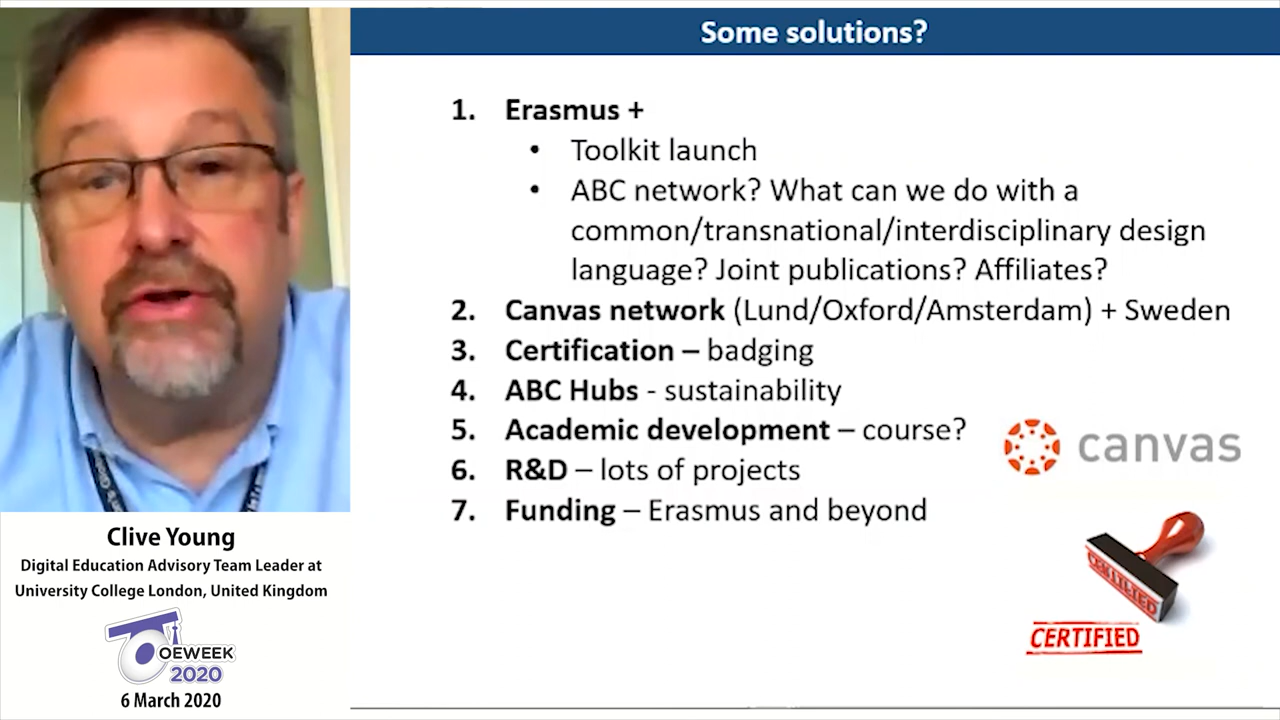 Some solutions?
1. Erasmus +
• Toolkit launch
• ABC network? What can we do with a
common/transnational/interdisciplinary design
language? Joint publications? Affiliates?
2. Canvas network (Lund/Oxford/Amsterdam) + Sweden
3. Certification – badging
4. ABC Hubs - sustainability
5. Academic development – course?
6. R&D – lots of projects
7. Funding – Erasmus and beyond
canvas
CERTIFIED
CERTIFIED
Clive Young
Digital Education Advisory Team Leader at
University College London, United Kingdom
OEWEEK
2020
6 March 2020